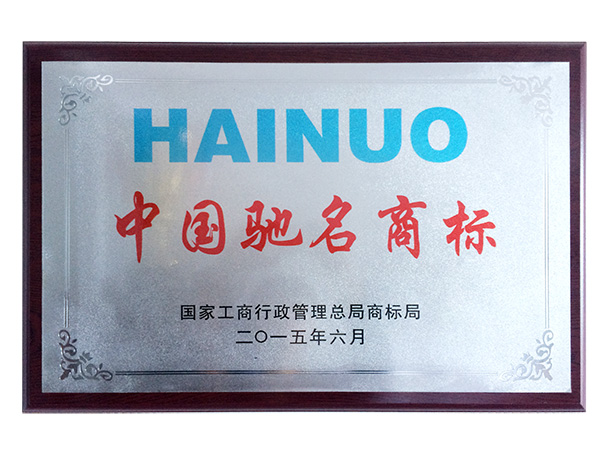 HAINUO
中国驰名商标
国家工商行政管理总局商标局
二〇一五年六月